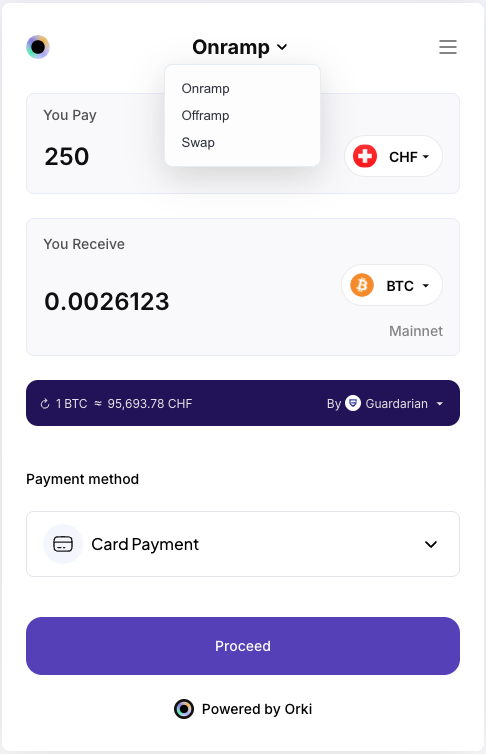 Onramp
Onramp
Offramp
Swap
You Pay
250
CHF
You Receive
0.0026123
BTC
Mainnet
1 BTC ≈ 95,693.78 CHF
By Guardarian
Payment method
Card Payment
Proceed
Powered by Orki